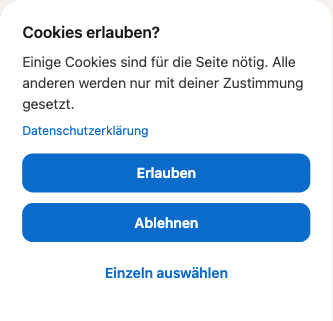 Cookies erlauben?
Einige Cookies sind für die Seite nötig. Alle
anderen werden nur mit deiner Zustimmung
gesetzt.
Datenschutzerklärung
Erlauben
Ablehnen
Einzeln auswählen